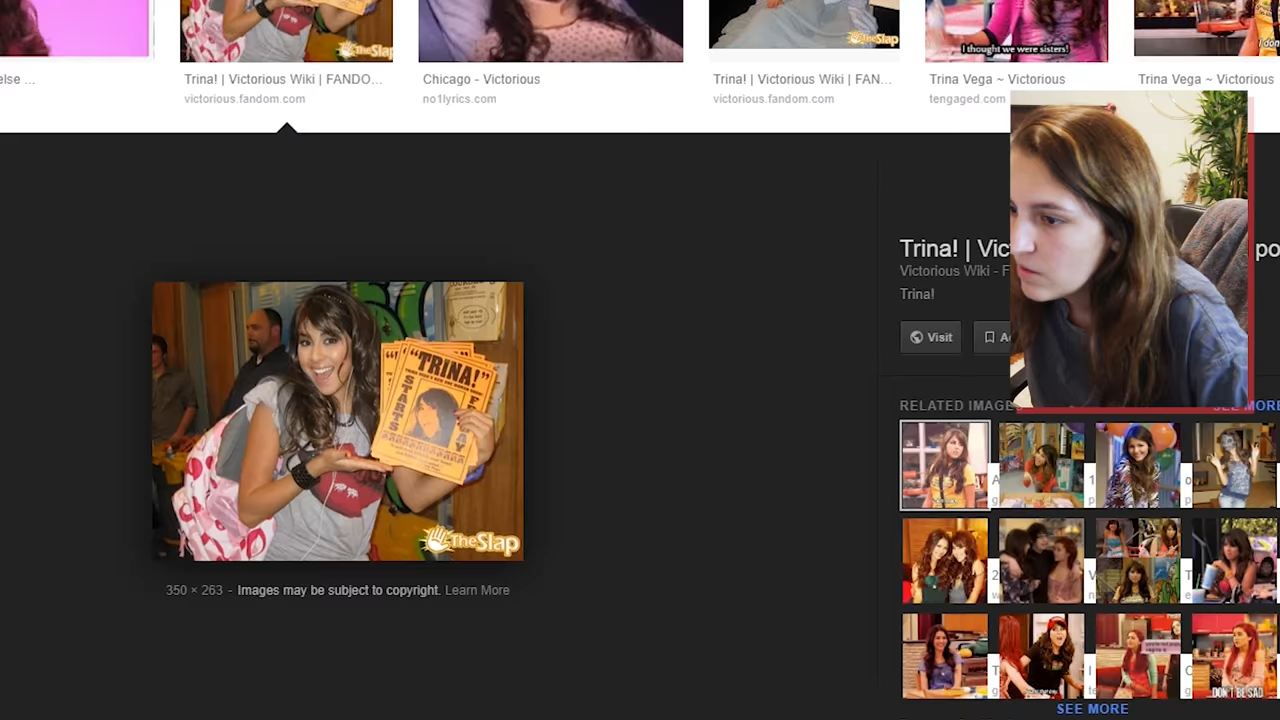 I thought we were sisters!
TheSlap
TheSlap
else ...
Trina! | Victorious Wiki | FANDO...
Chicago - Victorious
Trina! | Victorious Wiki | FAN...
Trina Vega ~ Victorious
Trina Vega ~ Victorious
victorious.fandom.com
no1lyrics.com
victorious.fandom.com
tengaged.com
Trina! | Vic
po
Victorious Wiki - F
Trina!
Visit
"TRINA!"
STARTS
TheSlap
350 × 263 - Images may be subject to copyright. Learn More
RELATED IMAGES
SEE MORE
DON'T BE SAD
SEE MORE